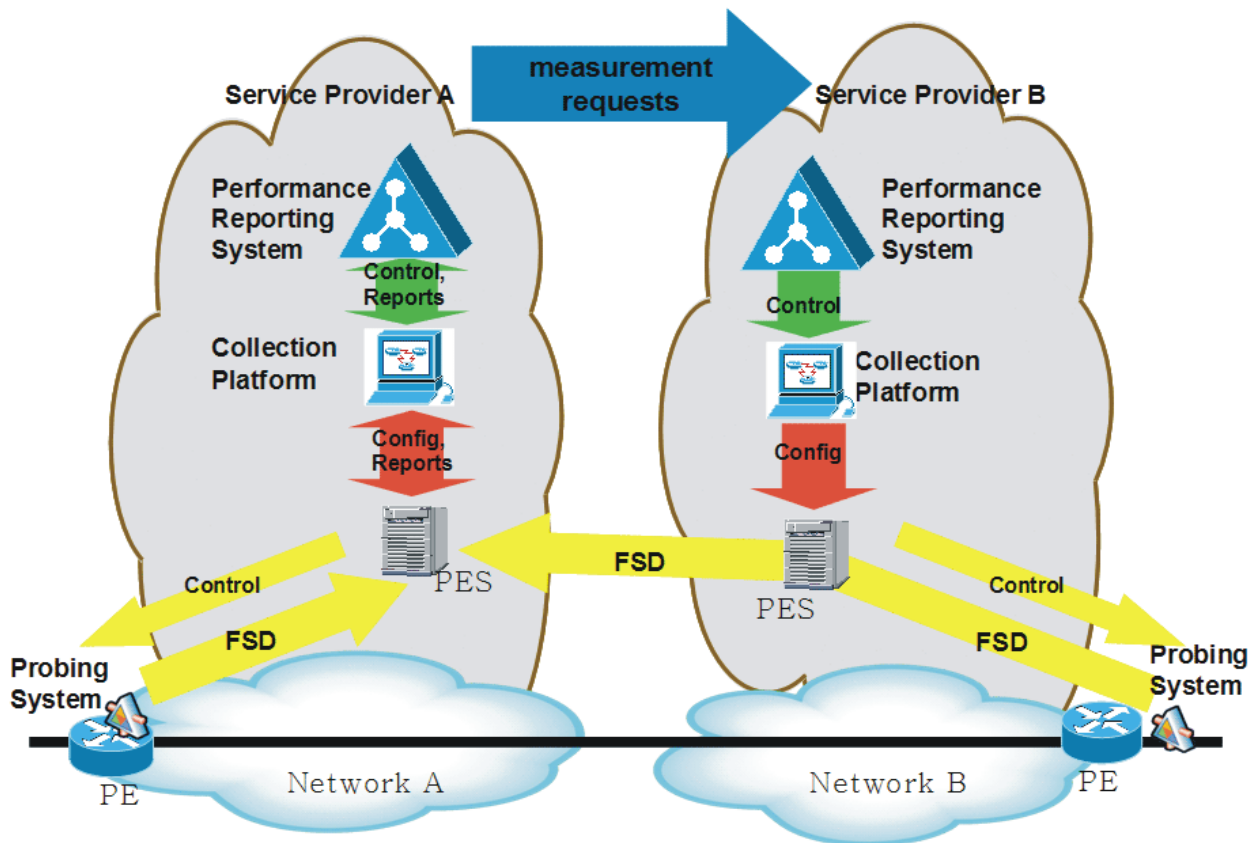 measurement
requests
Service Provider A
Service Provider B
Performance
Reporting
System
Performance
Reporting
System
Control,
Reports
Control
Collection
Platform
Collection
Platform
Config,
Reports
Config
PES
FSD
PES
Control
FSD
Control
FSD
Probing
System
Probing
System
PE
Network A
Network B
PE